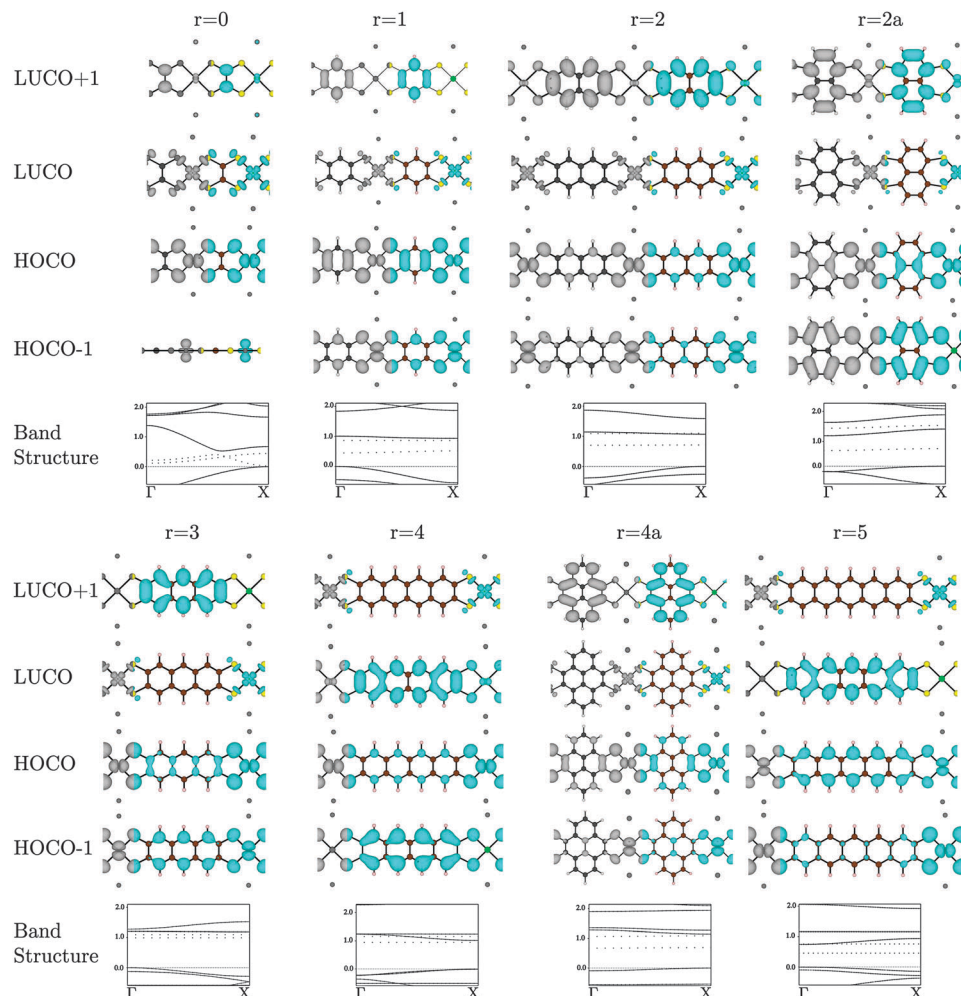 r=0 r=1 r=2 r=2a
LUCO+1
LUCO
HOCO
HOCO-1
Band
Structure
2.0 2.0 2.0 2.0
1.0 1.0 1.0 1.0
0.0 0.0 0.0 0.0
Γ X Γ X Γ X Γ X
r=3 r=4 r=4a r=5
LUCO+1
LUCO
HOCO
HOCO-1
Band
Structure
2.0 2.0 2.0 2.0
1.0 1.0 1.0 1.0
0.0 0.0 0.0 0.0
Γ X Γ X Γ X Γ X